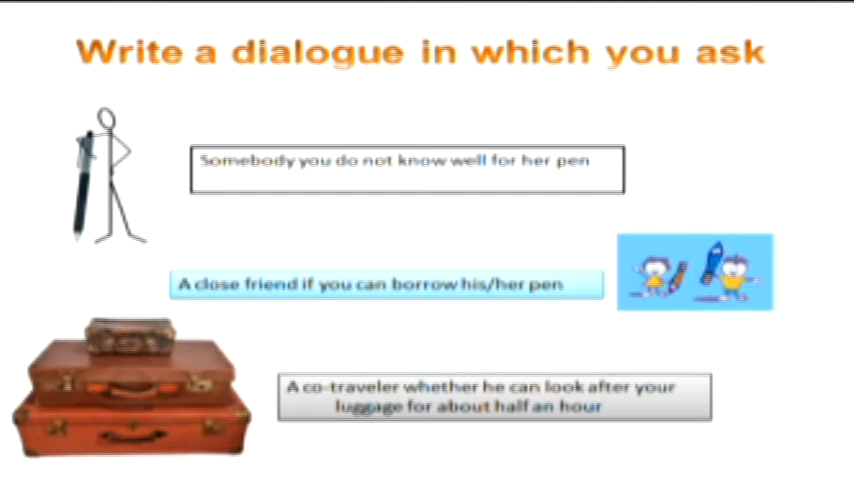 Write a dialogue in which you ask
Somebody you do not know well for her pen
A close friend if you can borrow his/her pen
A co-traveler whether he can look after your
luggage for about half an hour